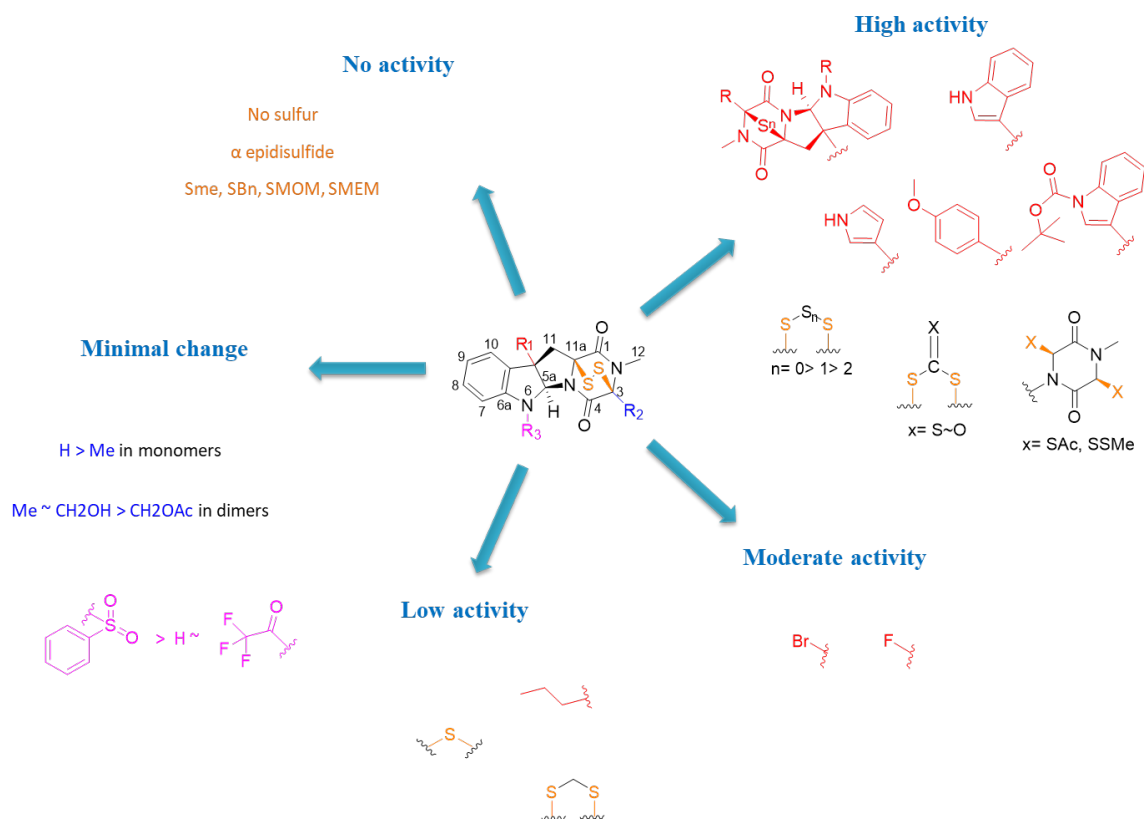 High activity
No activity
No sulfur
α epidisulfide
Sme, SBn, SMOM, SMEM
R
O
H
R
N
N
Sn
N
O
HN
HN
O
O
O
N
O
Minimal change
R1
11
11a
O
1
12
10
9
8
7
6a
5a
N
6
H
N
S
S
N
3
4
O
R2
R3
S
Sn
S
n= 0> 1> 2
X
C
S
S
x= S~O
O
X
N
N
X
O
x= SAc, SSMe
H > Me in monomers
Me ~ CH2OH > CH2OAc in dimers
Moderate activity
Low activity
O
S
O
> H ~
O
F
F
F
Br
F
S
S
S